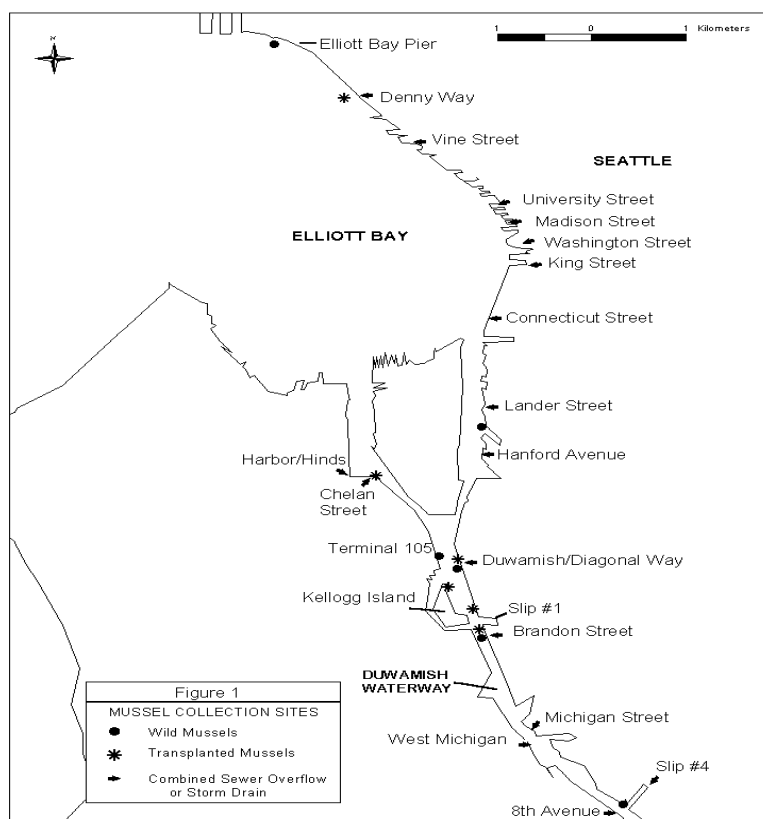 1 0 1 Kilometers
Elliott Bay Pier
Denny Way
Vine Street
SEATTLE
University Street
Madison Street
ELLIOTT BAY
Washington Street
King Street
Connecticut Street
Lander Street
Harbor/Hinds
Hanford Avenue
Chelan
Street
Terminal 105
Duwamish/Diagonal Way
Kellogg Island
Slip #1
Brandon Street
DUWAMISH
WATERWAY
Michigan Street
West Michigan
Slip #4
8th Avenue
Figure 1
MUSSEL COLLECTION SITES
Wild Mussels
Transplanted Mussels
Combined Sewer Overflow
or Storm Drain